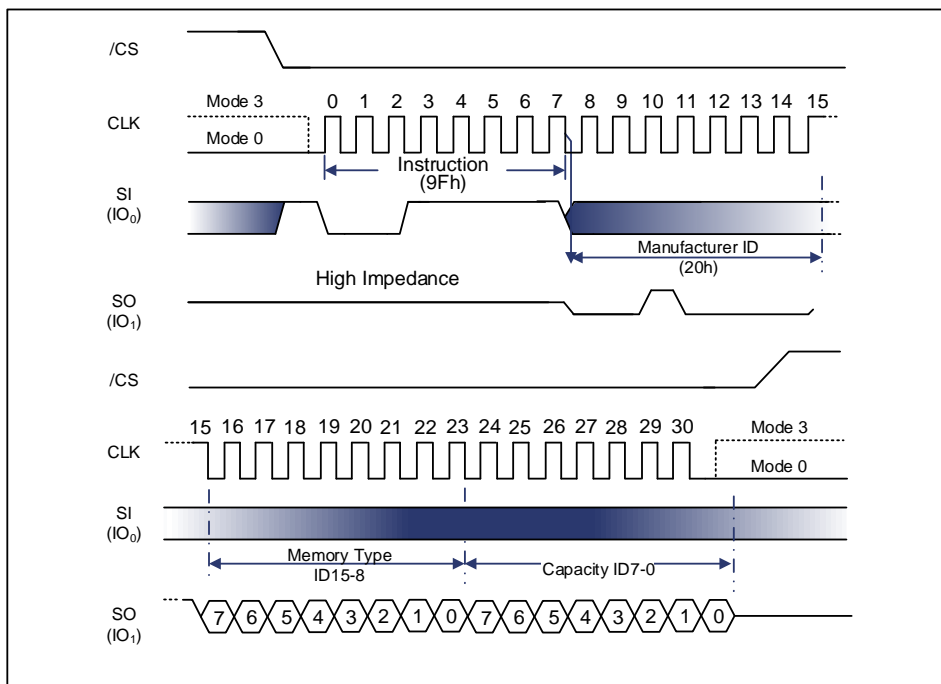 /CS
Mode 3
0 1 2 3 4 5 6 7 8 9 10 11 12 13 14 15
CLK
Mode 0
Instruction
(9Fh)
SI
(IO0)
Manufacturer ID
(20h)
High Impedance
SO
(IO1)
/CS
15 16 17 18 19 20 21 22 23 24 25 26 27 28 29 30
Mode 3
CLK
Mode 0
SI
(IO0)
Memory Type
ID15-8
Capacity ID7-0
SO
(IO1)
7 6 5 4 3 2 1 0 7 6 5 4 3 2 1 0